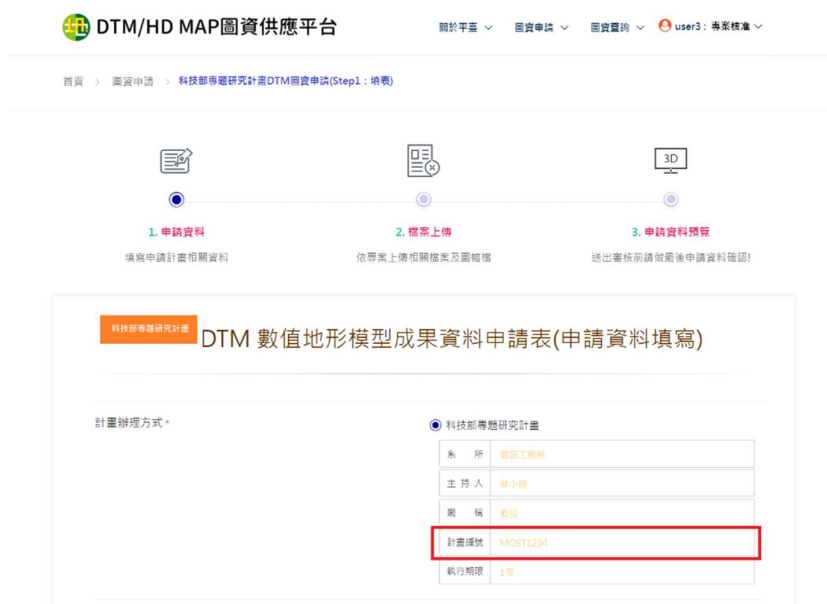 DTM/HD MAP圖資供應平台
關於平臺 圖資申請 圖資查詢 user3：專案核准
首頁 > 圖資申請 > 科技部專題研究計畫DTM圖資申請(Step1：填表)
3D
1. 申請資料 2. 檔案上傳 3. 申請資料預覽
填寫申請計畫相關資料 依專案上傳相關檔案及圖幅檔 送出審核前請做最後申請資料確認!
科技部專題研究計畫
DTM 數值地形模型成果資料申請表(申請資料填寫)
計畫辦理方式*
科技部專題研究計畫
系 所 資訊工程所
主 持 人 林小良
職 稱 教授
計畫編號 MOST1234
執行期限 1年